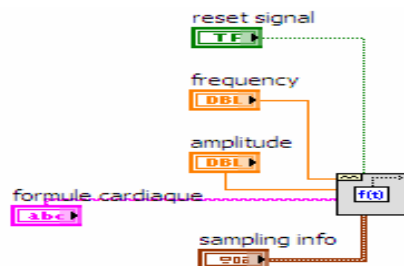 reset signal
TF
frequency
DBL
amplitude
DBL
formule cardiaque
abc
f(t)
sampling info